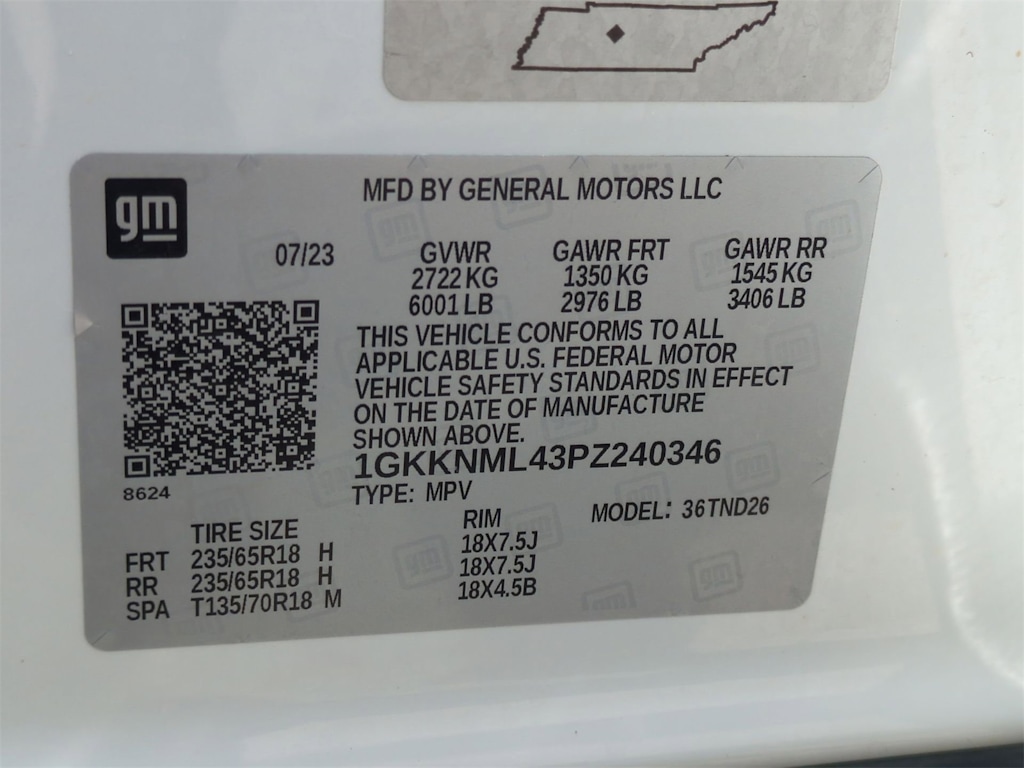 gm
MFD BY GENERAL MOTORS LLC
07/23 GVWR GAWR FRT GAWR RR
2722 KG 1350 KG 1545 KG
6001 LB 2976 LB 3406 LB
THIS VEHICLE CONFORMS TO ALL
APPLICABLE U.S. FEDERAL MOTOR
VEHICLE SAFETY STANDARDS IN EFFECT
ON THE DATE OF MANUFACTURE
SHOWN ABOVE.
1GKKNML43PZ240346
8624
TYPE: MPV MODEL: 36TND26
TIRE SIZE RIM
FRT 235/65R18 H 18X7.5J
RR 235/65R18 H 18X7.5J
SPA T135/70R18 M 18X4.5B